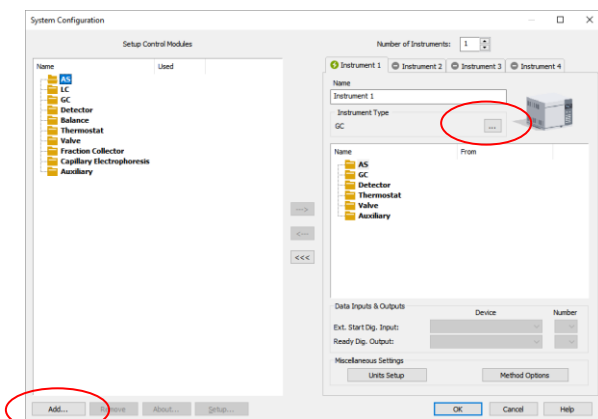 System Configuration
Setup Control Modules
Number of Instruments: 1
Name Used
AS
LC
GC
Detector
Balance
Thermostat
Valve
Fraction Collector
Capillary Electrophoresis
Auxiliary
--->
<---
<<<
Add... Remove About... Setup...
Instrument 1 Instrument 2 Instrument 3 Instrument 4
Name
Instrument 1
Instrument Type
GC ...
Name From
AS
GC
Detector
Thermostat
Valve
Auxiliary
Data Inputs & Outputs
Device Number
Ext. Start Dig. Input:
Ready Dig. Output:
Miscellaneous Settings
Units Setup Method Options
OK Cancel Help